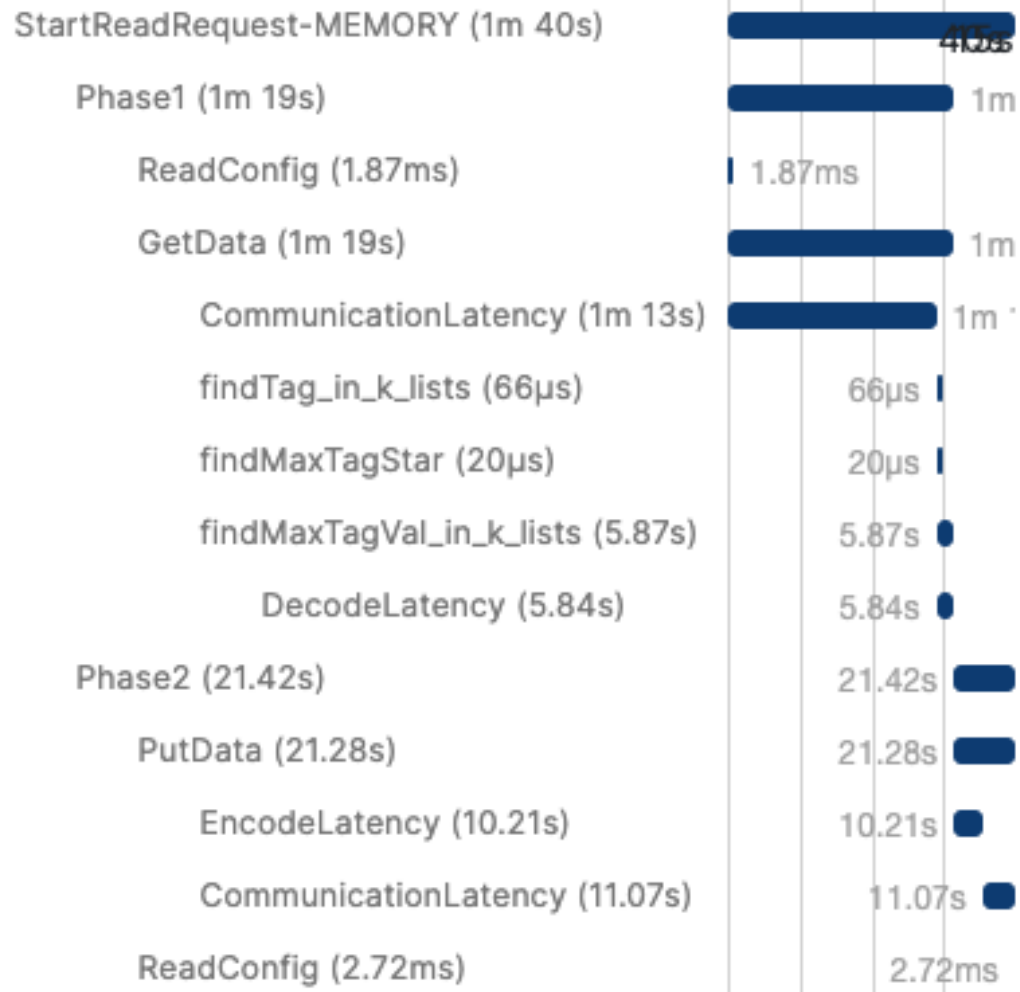 StartReadRequest-MEMORY (1m 40s)
Phase1 (1m 19s) 1m
ReadConfig (1.87ms) 1.87ms
GetData (1m 19s) 1m
CommunicationLatency (1m 13s) 1m
findTag_in_k_lists (66µs) 66µs
findMaxTagStar (20µs) 20µs
findMaxTagVal_in_k_lists (5.87s) 5.87s
DecodeLatency (5.84s) 5.84s
Phase2 (21.42s) 21.42s
PutData (21.28s) 21.28s
EncodeLatency (10.21s) 10.21s
CommunicationLatency (11.07s) 11.07s
ReadConfig (2.72ms) 2.72ms